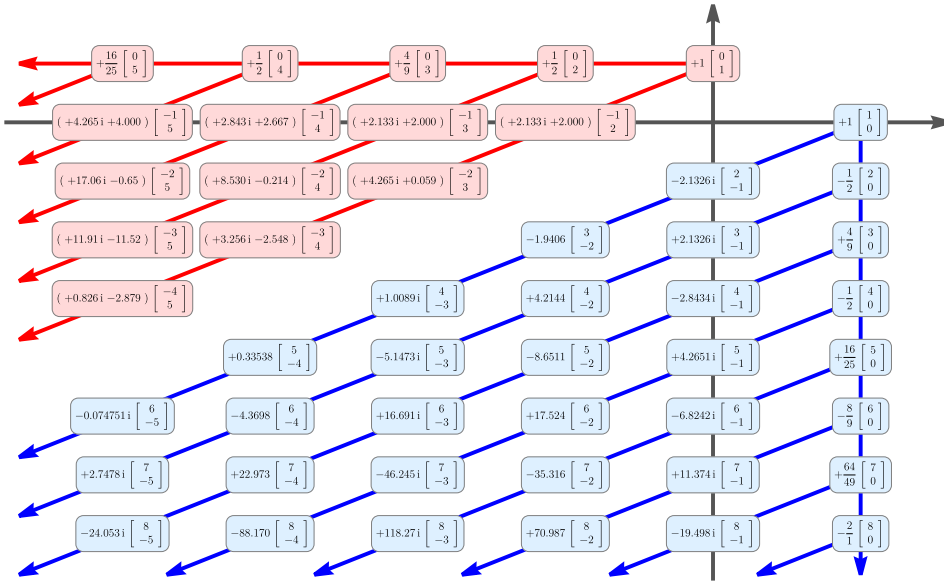 +16/25 [0 5] +1/2 [0 4] +4/9 [0 3] +1/2 [0 2] +1 [0 1]
( +4.265 i +4.000 ) [−1 5] ( +2.843 i +2.667 ) [−1 4] ( +2.133 i +2.000 ) [−1 3] ( +2.133 i +2.000 ) [−1 2] +1 [1 0]
( +17.06 i −0.65 ) [−2 5] ( +8.530 i −0.214 ) [−2 4] ( +4.265 i +0.059 ) [−2 3] −2.1326 i [2 −1] −1/2 [2 0]
( +11.91 i −11.52 ) [−3 5] ( +3.256 i −2.548 ) [−3 4] −1.9406 [3 −2] +2.1326 i [3 −1] +4/9 [3 0]
( +0.826 i −2.879 ) [−4 5] +1.0089 i [4 −3] +4.2144 [4 −2] −2.8434 i [4 −1] −1/2 [4 0]
+0.33538 [5 −4] −5.1473 i [5 −3] −8.6511 [5 −2] +4.2651 i [5 −1] +16/25 [5 0]
−0.074751 i [6 −5] −4.3698 [6 −4] +16.691 i [6 −3] +17.524 [6 −2] −6.8242 i [6 −1] −8/9 [6 0]
+2.7478 i [7 −5] +22.973 [7 −4] −46.245 i [7 −3] −35.316 [7 −2] +11.374 i [7 −1] +64/49 [7 0]
−24.053 i [8 −5] −88.170 [8 −4] +118.27 i [8 −3] +70.987 [8 −2] −19.498 i [8 −1] −2/1 [8 0]